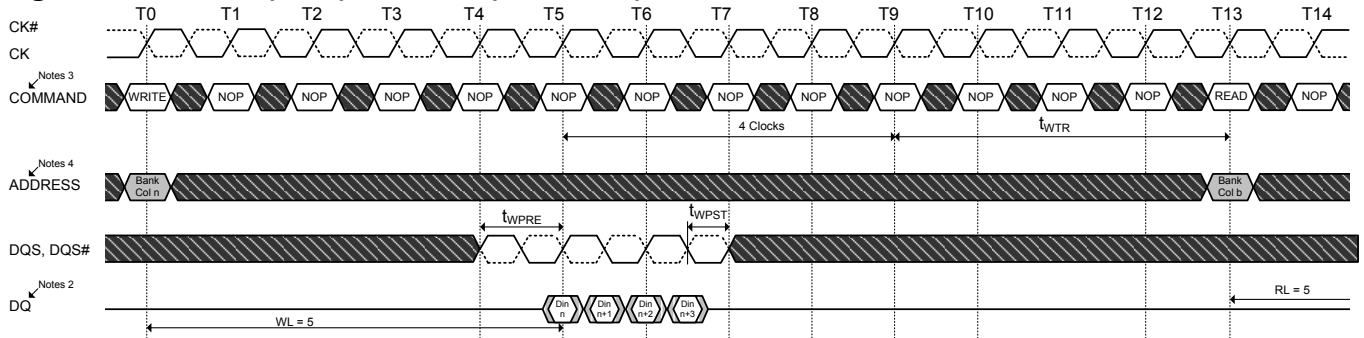 T0 T1 T2 T3 T4 T5 T6 T7 T8 T9 T10 T11 T12 T13 T14
CK#
CK
Notes 3
COMMAND
WRITE NOP NOP NOP NOP NOP NOP NOP NOP NOP NOP NOP NOP READ NOP
4 Clocks tWTR
Notes 4
ADDRESS
Bank Bank
Col n Col b
tWPRE tWPST
DQS, DQS#
Notes 2
DQ
Din Din Din Din
n n+1 n+2 n+3
RL = 5
WL = 5